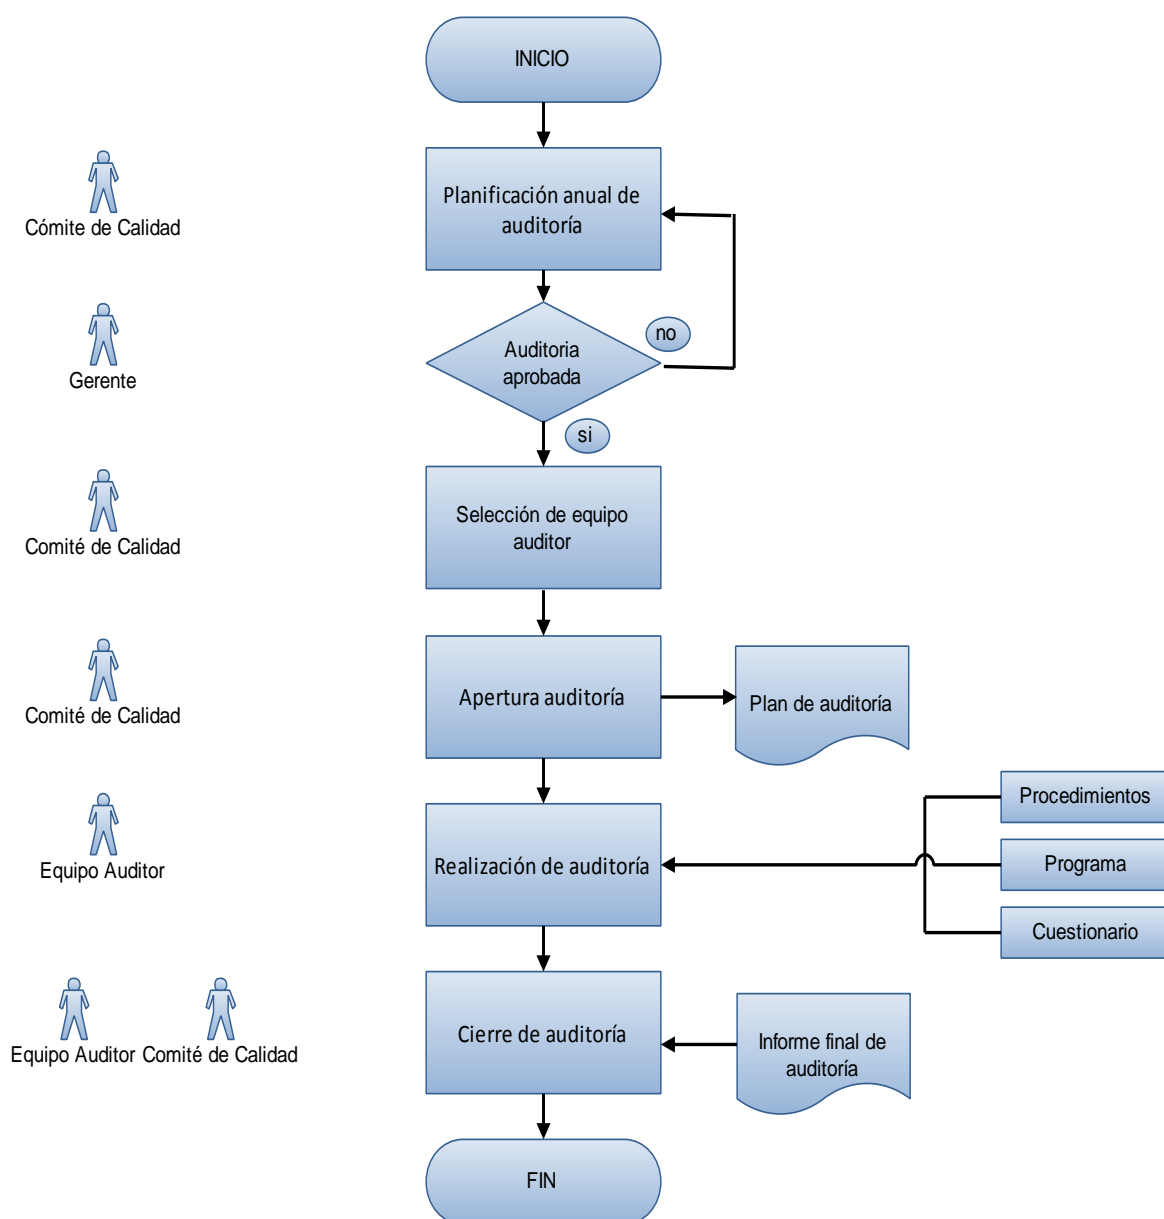 INICIO
Planificación anual de
auditoría
Cómite de Calidad
no
Auditoria
aprobada
Gerente
si
Selección de equipo
auditor
Comité de Calidad
Apertura auditoría
Plan de auditoría
Comité de Calidad
Procedimientos
Realización de auditoría
Programa
Equipo Auditor
Cuestionario
Cierre de auditoría
Informe final de
auditoría
Equipo Auditor Comité de Calidad
FIN